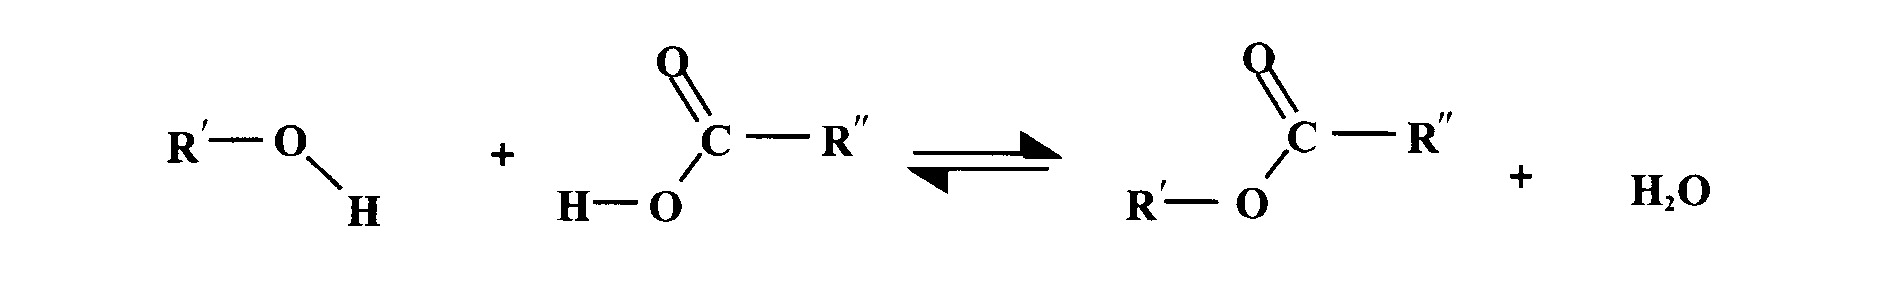 R′—O—H + H—O—C(=O)—R″ ⇌ R′—O—C(=O)—R″ + H₂O